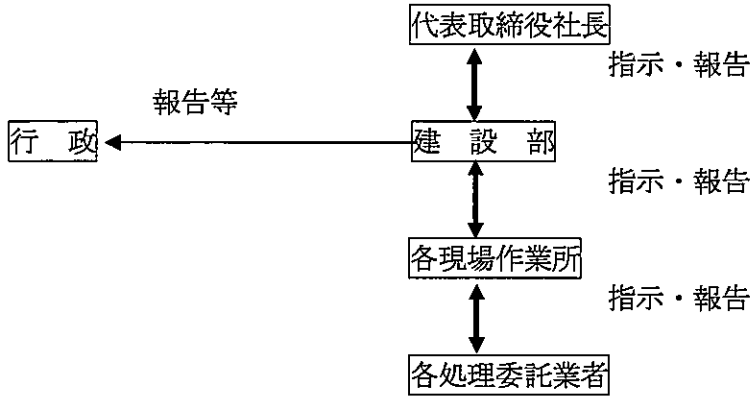 代表取締役社長
指示・報告
報告等
行　政
建　設　部
指示・報告
各現場作業所
指示・報告
各処理委託業者